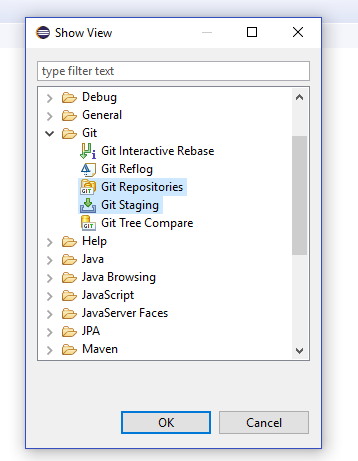 Show View
type filter text
Debug
General
Git
Git Interactive Rebase
Git Reflog
Git Repositories
Git Staging
Git Tree Compare
Help
Java
Java Browsing
JavaScript
JavaServer Faces
JPA
Maven
OK Cancel